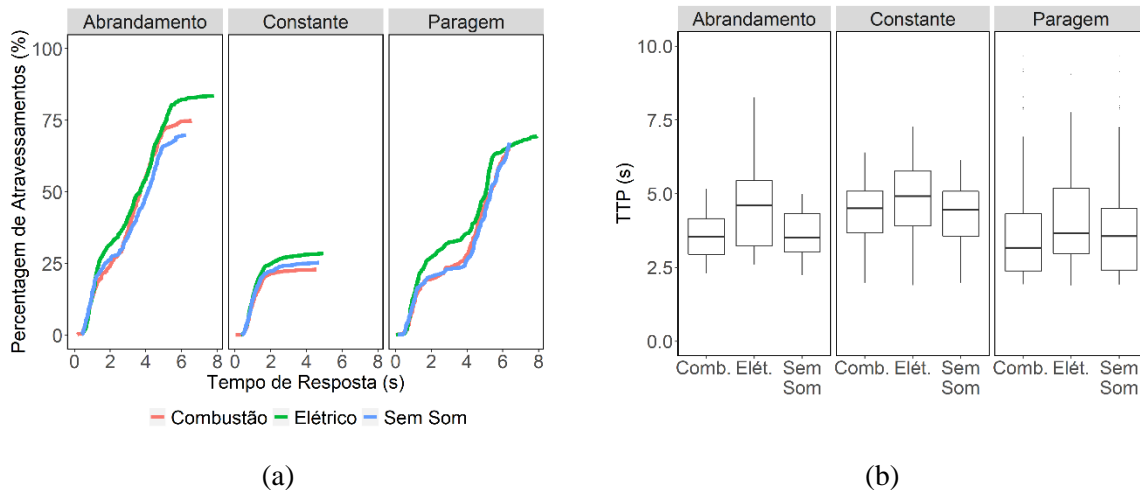 Abrandamento Constante Paragem
Percentagem de Atravessamentos (%)
100
75
50
25
0
0 2 4 6 8 0 2 4 6 8 0 2 4 6 8
Tempo de Resposta (s)
Combustão Elétrico Sem Som
(a)
Abrandamento Constante Paragem
TTP (s)
10.0
7.5
5.0
2.5
0.0
Comb. Elét. Sem Som Comb. Elét. Sem Som Comb. Elét. Sem Som
(b)